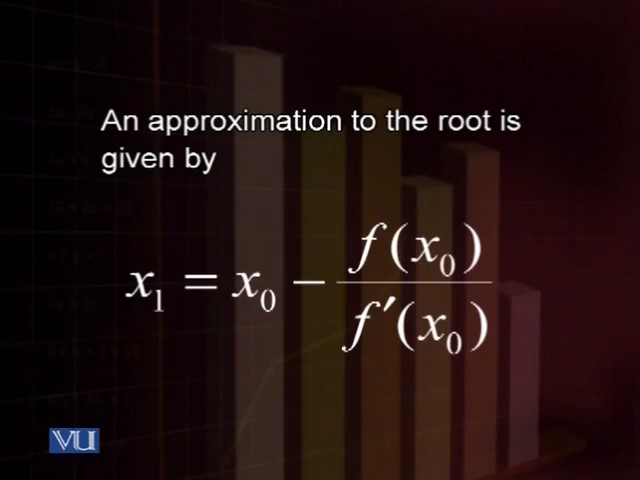 An approximation to the root is
given by
x₁ = x₀ − f(x₀) / f′(x₀)
VU